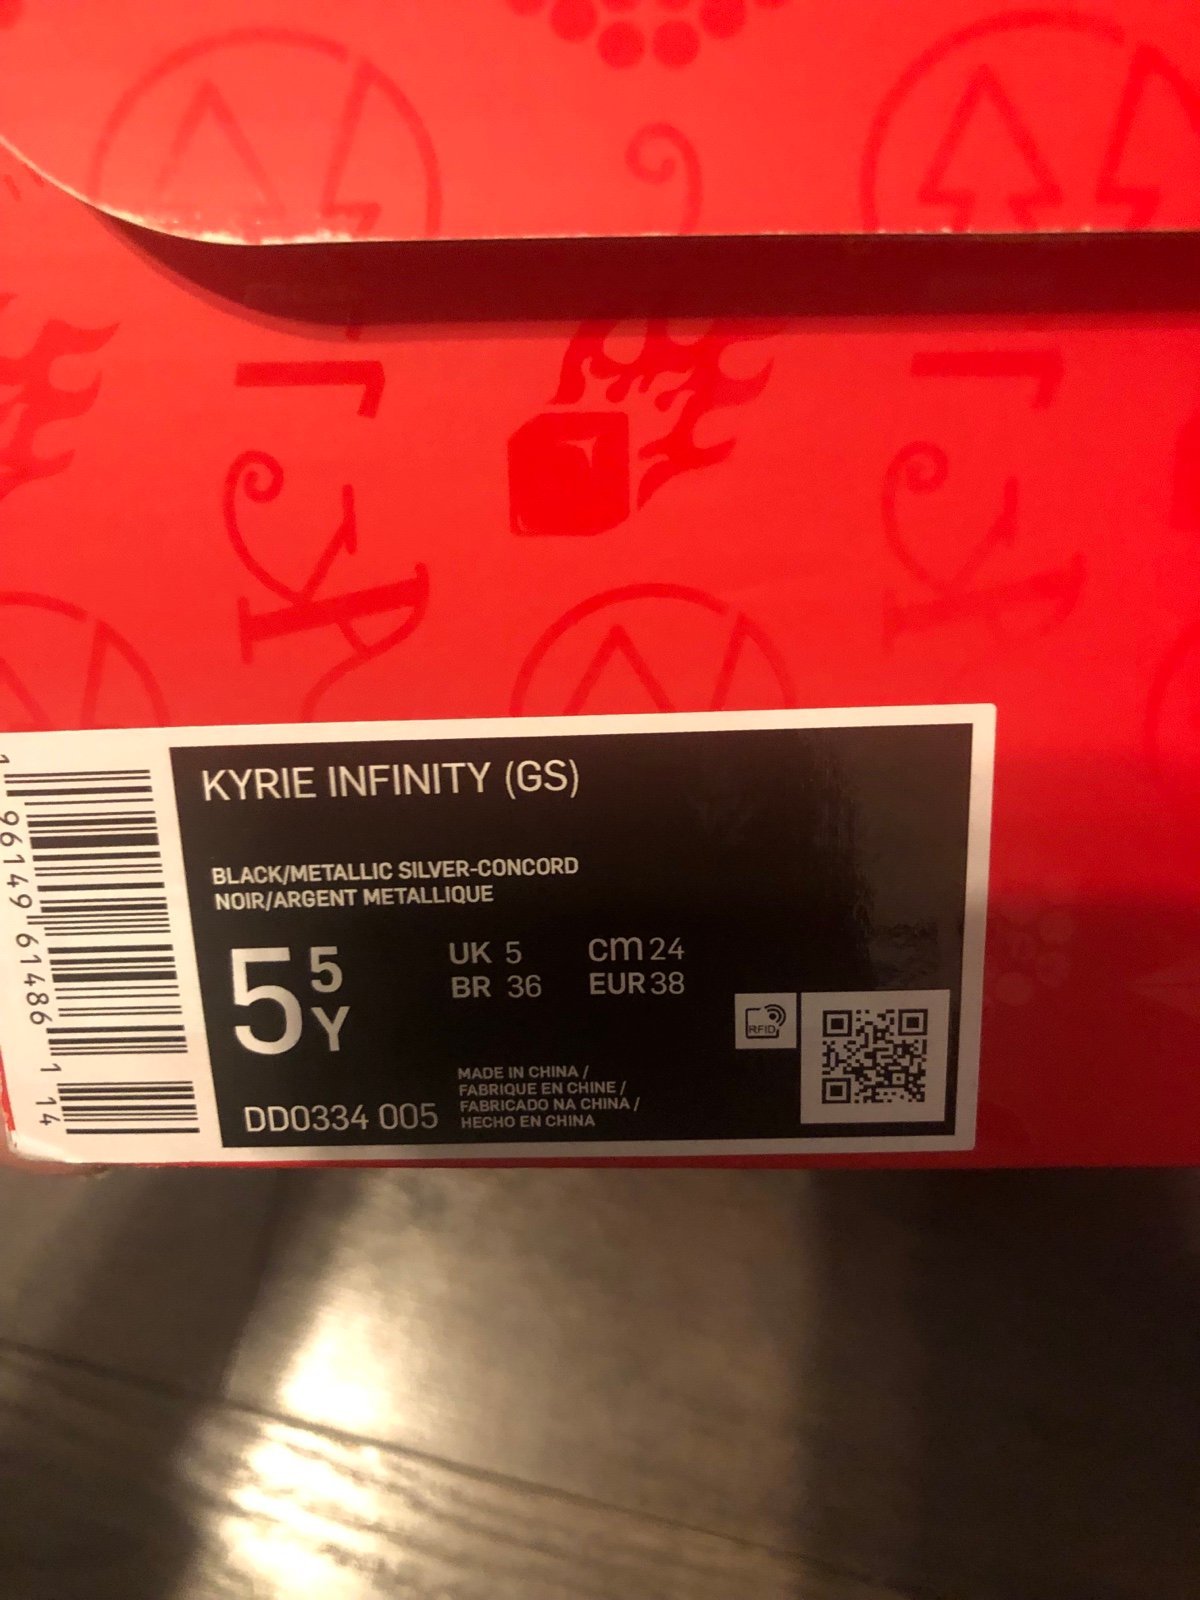 KYRIE INFINITY (GS)
BLACK/METALLIC SILVER-CONCORD
NOIR/ARGENT METALLIQUE
5 5 Y
UK 5 cm 24
BR 36 EUR 38
RFID
MADE IN CHINA /
FABRIQUE EN CHINE /
FABRICADO NA CHINA /
HECHO EN CHINA
DD0334 005
1 96149 61486 1 14